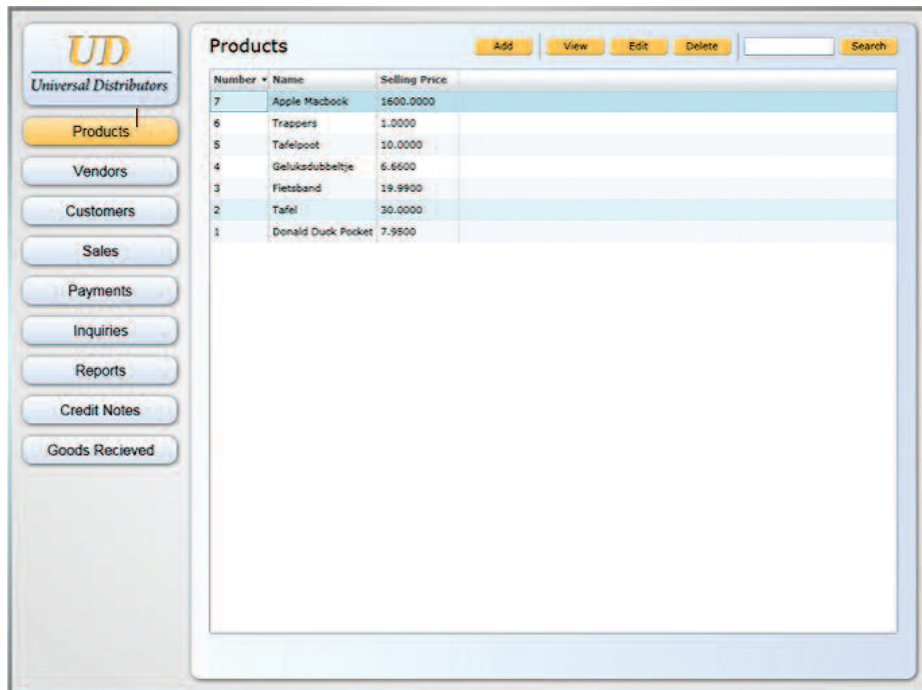 UD
Universal Distributors
Products
Vendors
Customers
Sales
Payments
Inquiries
Reports
Credit Notes
Goods Recieved
Products Add View Edit Delete Search
Number Name Selling Price
7 Apple Macbook 1600.0000
6 Trappers 1.0000
5 Tafelpoot 10.0000
4 Geluksdubbeltje 6.6600
3 Fietsband 19.9900
2 Tafel 30.0000
1 Donald Duck Pocket 7.9500